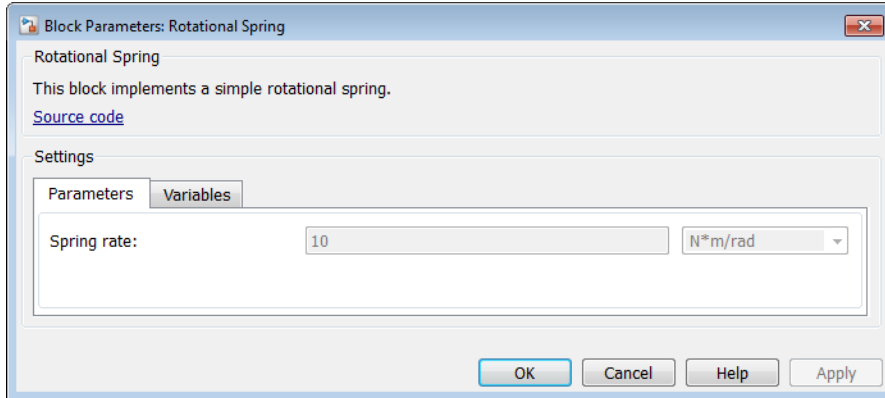 Block Parameters: Rotational Spring
Rotational Spring
This block implements a simple rotational spring.
Source code
Settings
Parameters Variables
Spring rate: 10 N*m/rad
OK Cancel Help Apply